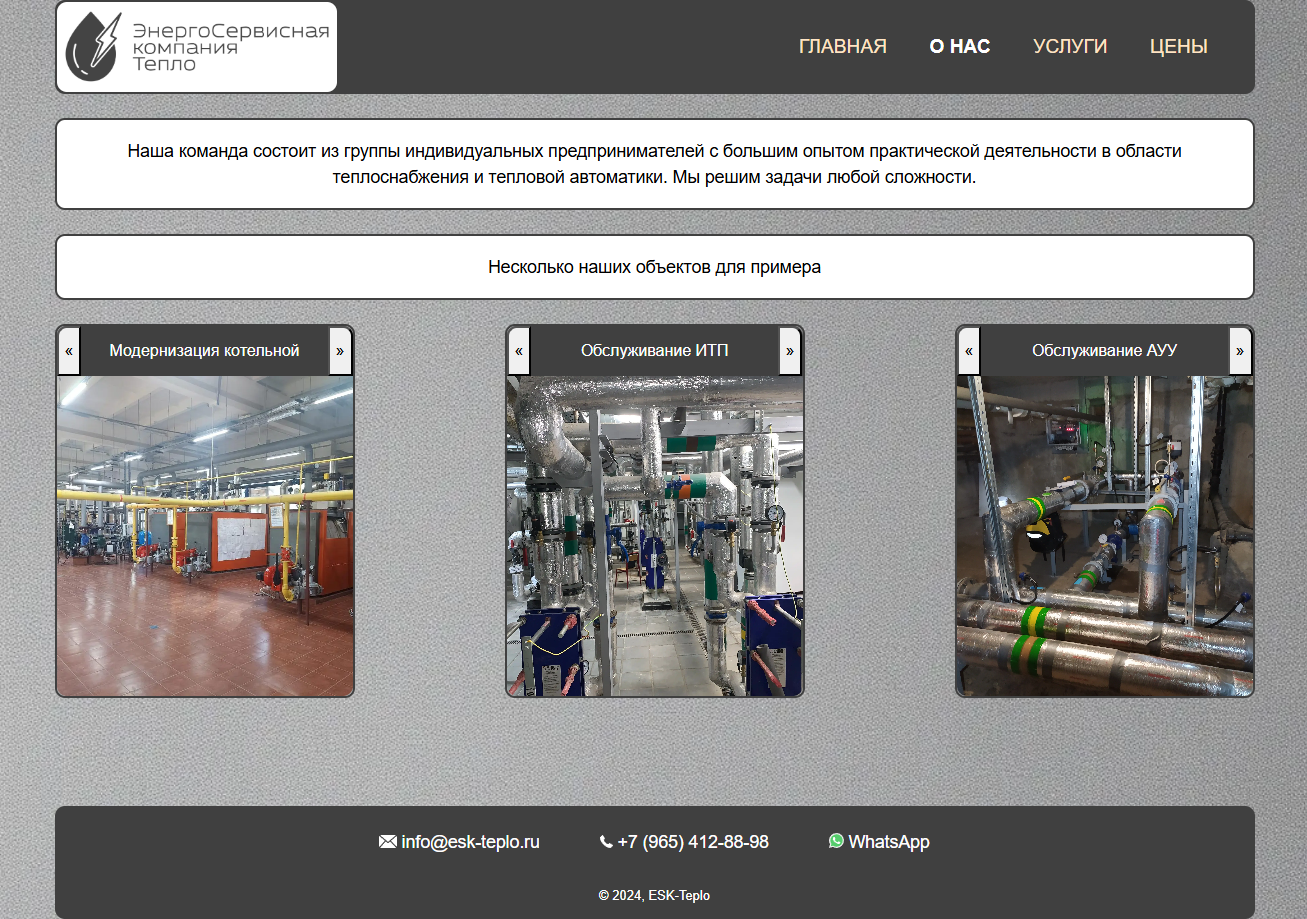 ЭнергоСервисная
компания
Тепло
ГЛАВНАЯ
О НАС
УСЛУГИ
ЦЕНЫ
Наша команда состоит из группы индивидуальных предпринимателей с большим опытом практической деятельности в области
теплоснабжения и тепловой автоматики. Мы решим задачи любой сложности.
Несколько наших объектов для примера
« Модернизация котельной »
« Обслуживание ИТП »
« Обслуживание АУУ »
info@esk-teplo.ru
+7 (965) 412-88-98
WhatsApp
© 2024, ESK-Teplo